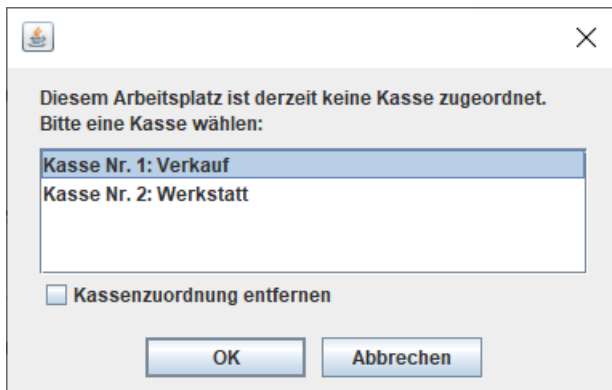 Diesem Arbeitsplatz ist derzeit keine Kasse zugeordnet.
Bitte eine Kasse wählen:
Kasse Nr. 1: Verkauf
Kasse Nr. 2: Werkstatt
Kassenzuordnung entfernen
OK
Abbrechen